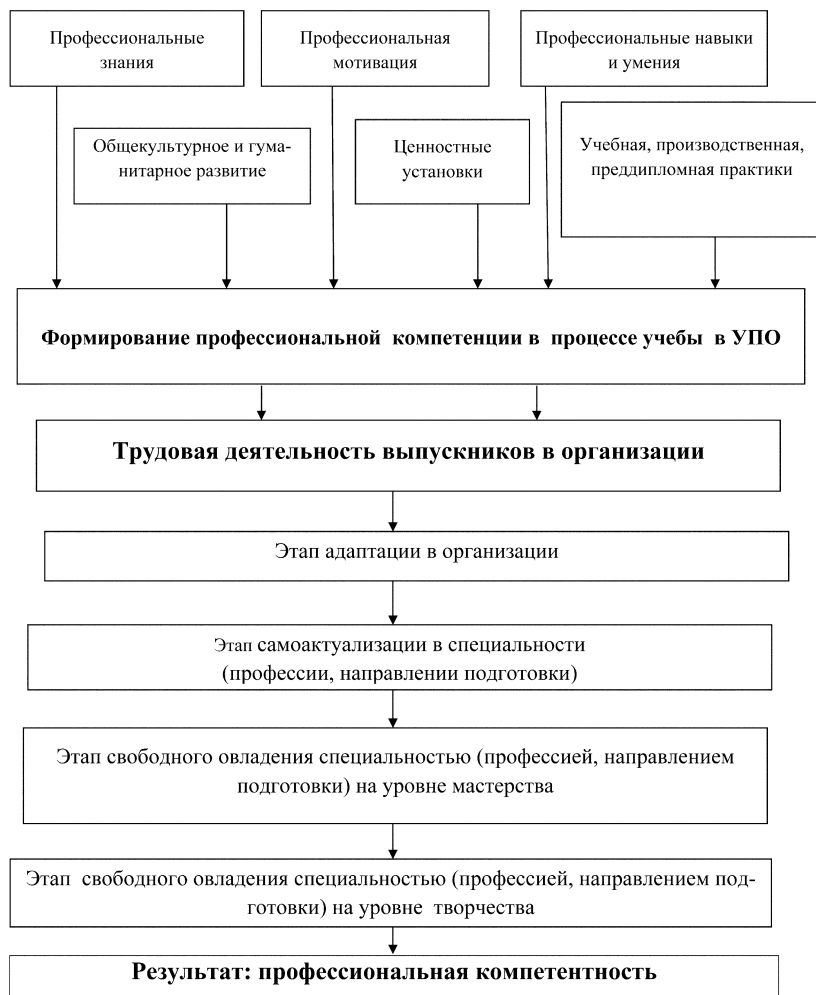 Профессиональные
знания
Профессиональная
мотивация
Профессиональные навыки
и умения
Общекультурное и гума-
нитарное развитие
Ценностные
установки
Учебная, производственная,
преддипломная практики
Формирование профессиональной компетенции в процессе учебы в УПО
Трудовая деятельность выпускников в организации
Этап адаптации в организации
Этап самоактуализации в специальности
(профессии, направлении подготовки)
Этап свободного овладения специальностью (профессией, направлением
подготовки) на уровне мастерства
Этап свободного овладения специальностью (профессией, направлением под-
готовки) на уровне творчества
Результат: профессиональная компетентность